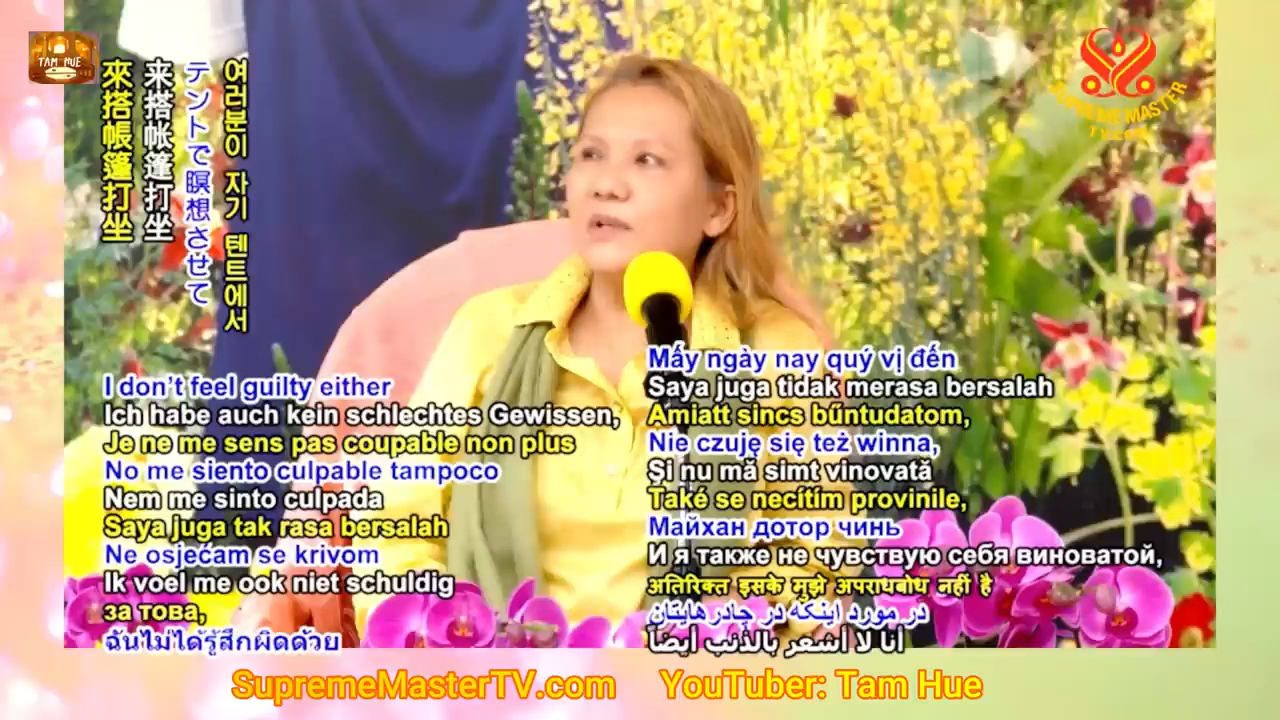 TAM HUE
來搭帳篷打坐
来搭帐篷打坐
テントで瞑想させて
여러분이 자기 텐트에서
SUPREME MASTER
TV.com
I don't feel guilty either
Ich habe auch kein schlechtes Gewissen,
Je ne me sens pas coupable non plus
No me siento culpable tampoco
Nem me sinto culpada
Saya juga tak rasa bersalah
Ne osjećam se krivom
Ik voel me ook niet schuldig
за това,
ฉันไม่ได้รู้สึกผิดด้วย
Mấy ngày nay quý vị đến
Saya juga tidak merasa bersalah
Amiatt sincs bűntudatom,
Nie czuję się też winna,
Şi nu mă simt vinovată
Také se necítím provinile,
Майхан дотор чинь
И я также не чувствую себя виноватой,
अतिरिक्त इसके मुझे अपराधबोध नहीं है
در مورد اینکه در چادرهایتان
أنا لا أشعر بالذنب أيضاً
SupremeMasterTV.com YouTuber: Tam Hue